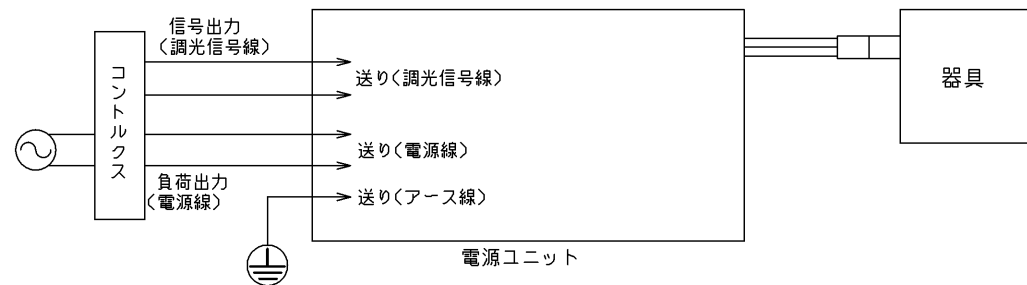 信号出力
(調光信号線)
コントルクス
送り(調光信号線)
送り(電源線)
負荷出力
(電源線)
送り(アース線)
電源ユニット
器具